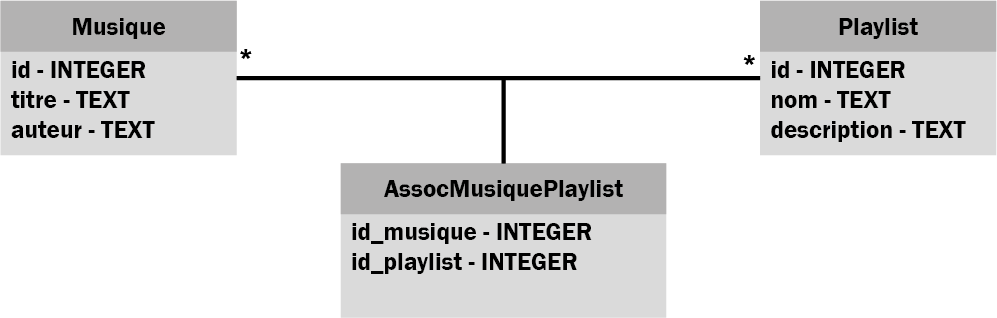 Musique
id - INTEGER
titre - TEXT
auteur - TEXT
*
*
Playlist
id - INTEGER
nom - TEXT
description - TEXT
AssocMusiquePlaylist
id_musique - INTEGER
id_playlist - INTEGER